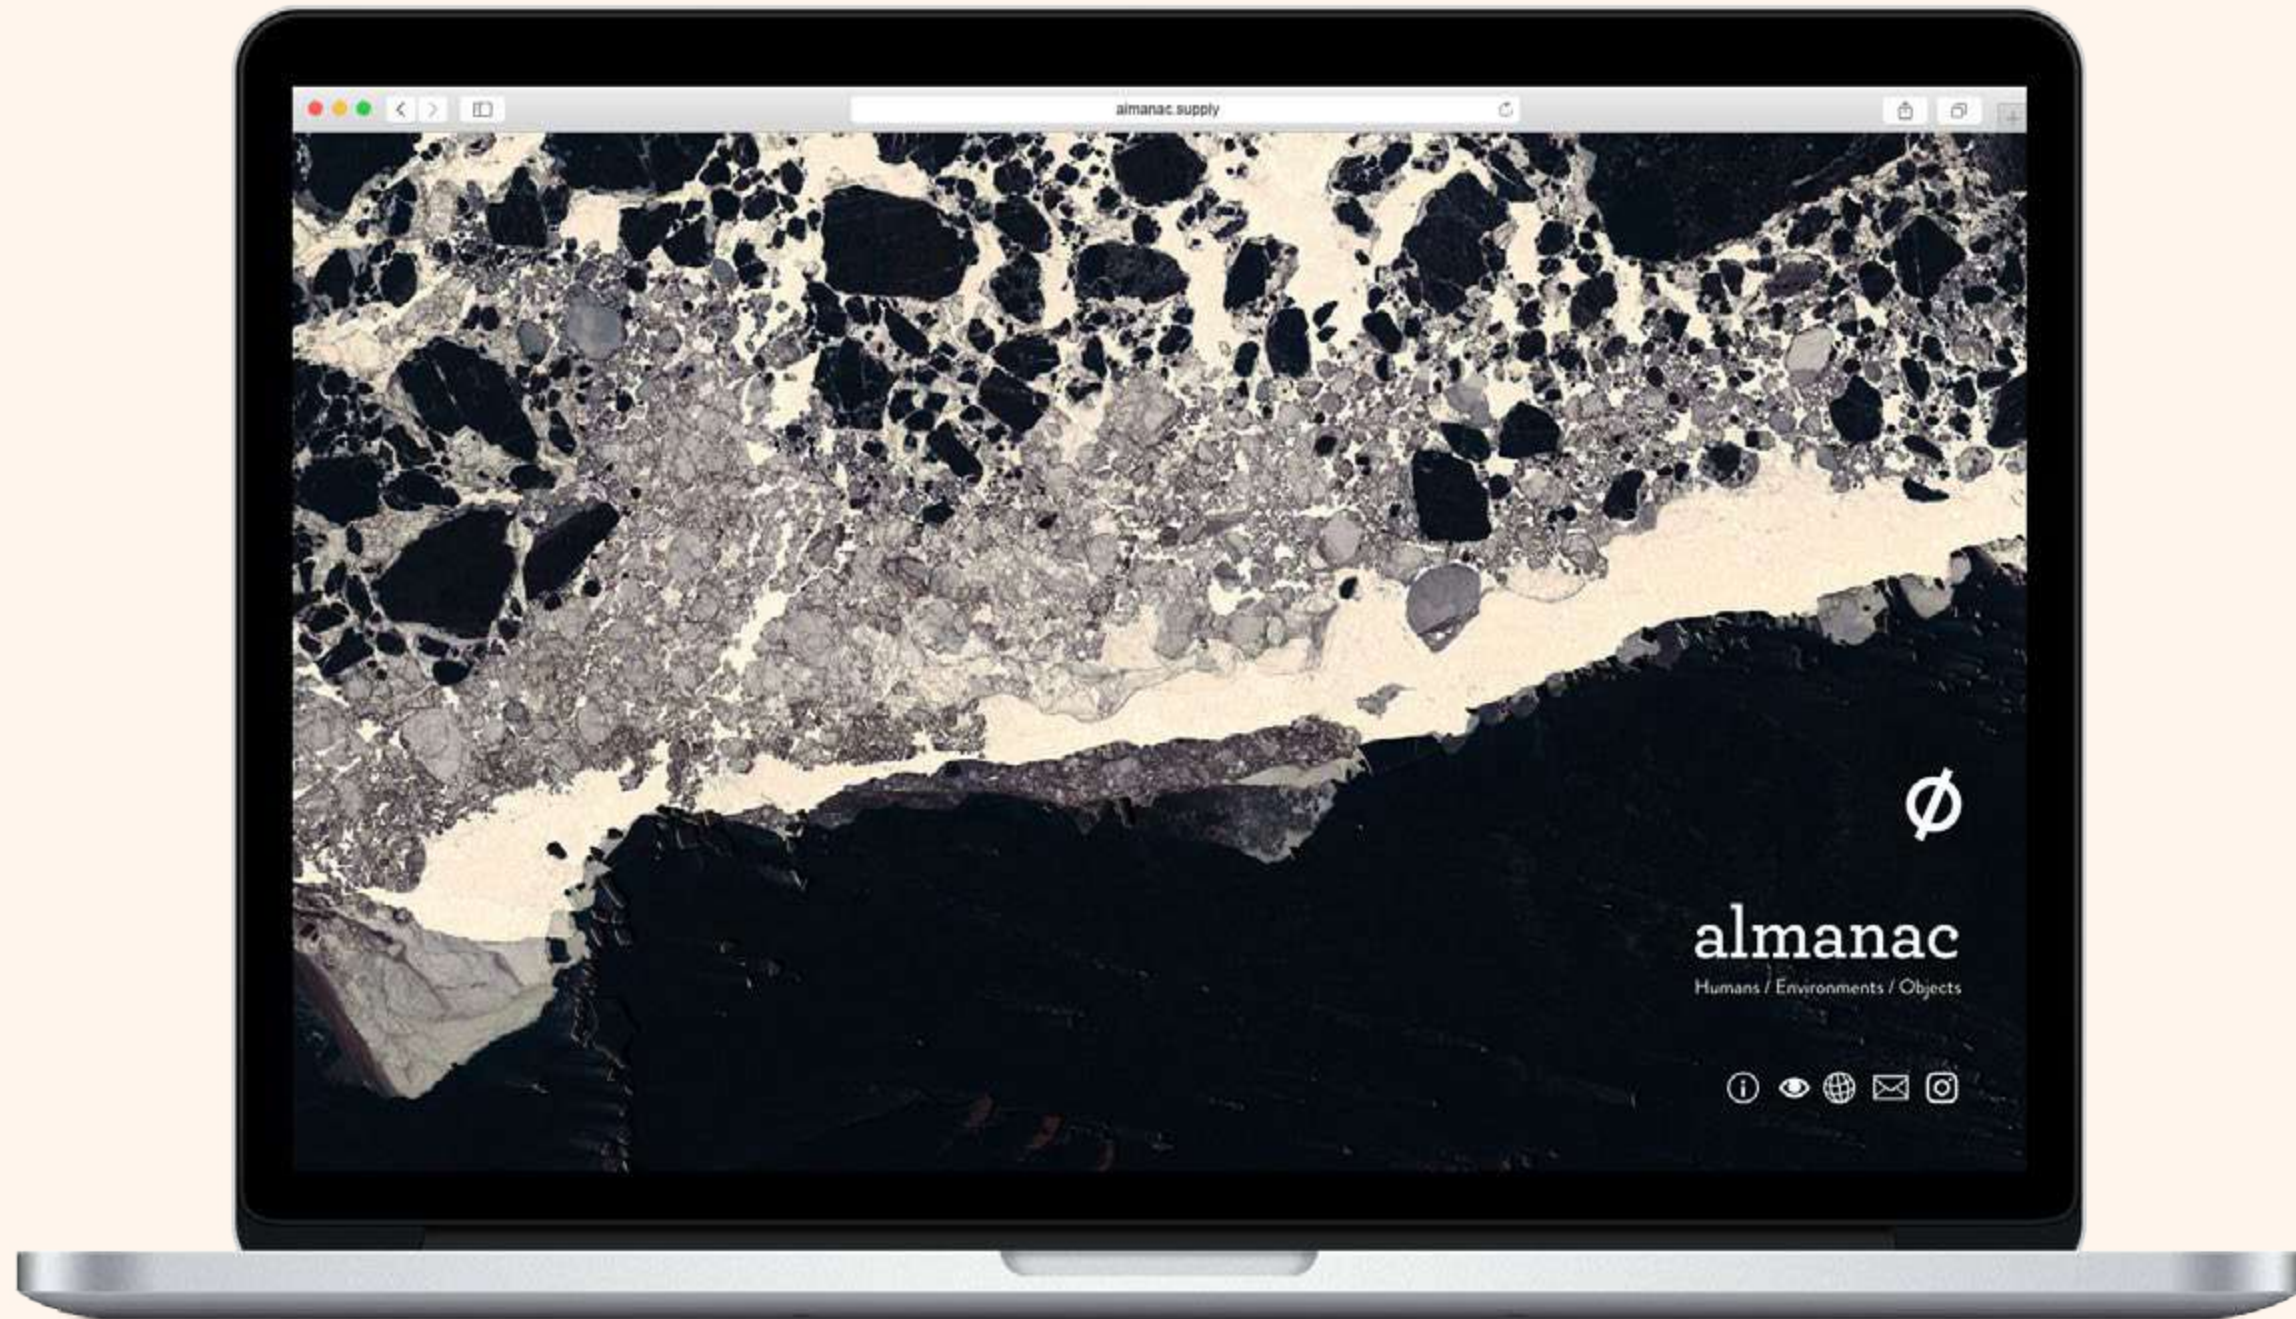 almanac.supply
Ø
almanac
Humans / Environments / Objects